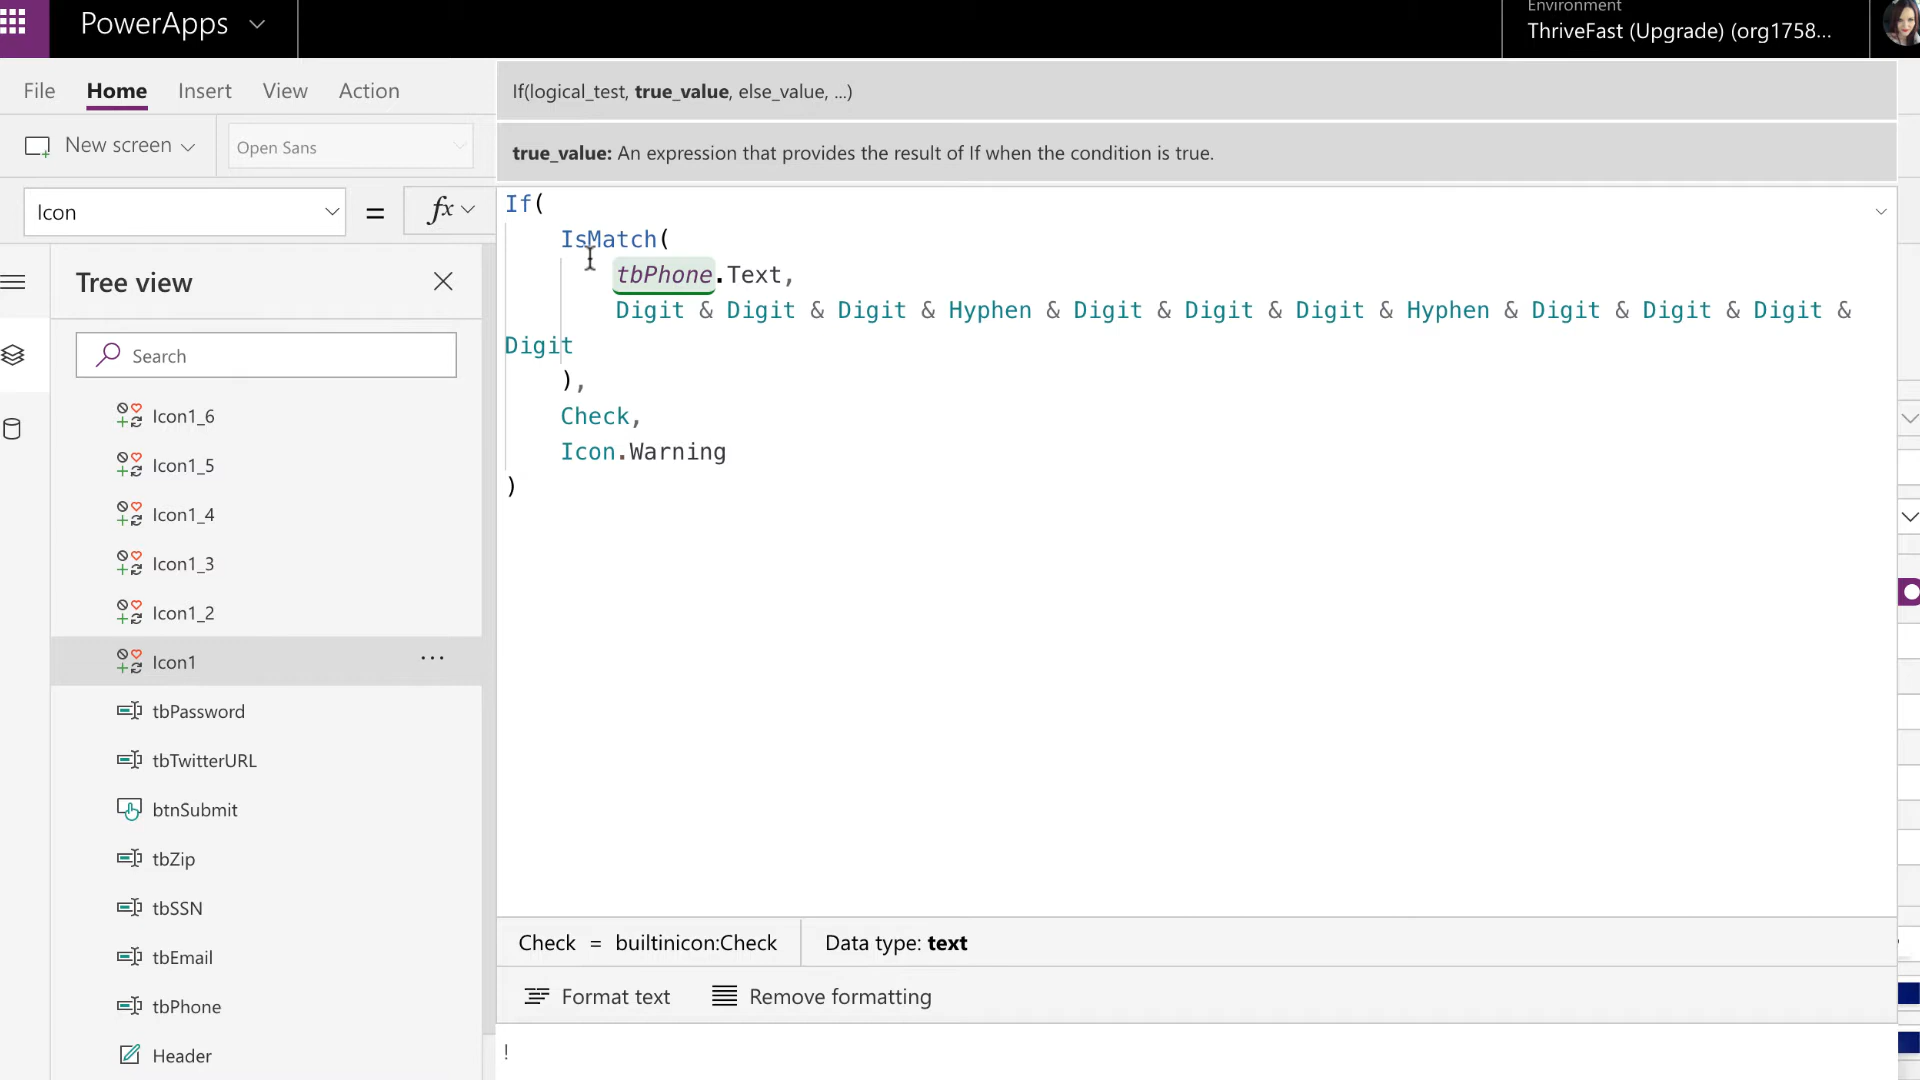 PowerApps
Environment
ThriveFast (Upgrade) (org1758...
File Home Insert View Action
If(logical_test, true_value, else_value, ...)
New screen
Open Sans
true_value: An expression that provides the result of If when the condition is true.
Icon
=
fx
If(
IsMatch(
tbPhone.Text,
Digit & Digit & Digit & Hyphen & Digit & Digit & Digit & Hyphen & Digit & Digit & Digit &
Digit
),
Check,
Icon.Warning
)
Tree view
Search
Icon1_6
Icon1_5
Icon1_4
Icon1_3
Icon1_2
Icon1
...
tbPassword
tbTwitterURL
btnSubmit
tbZip
tbSSN
tbEmail
tbPhone
Header
Check = builtinicon:Check
Data type: text
Format text
Remove formatting
!